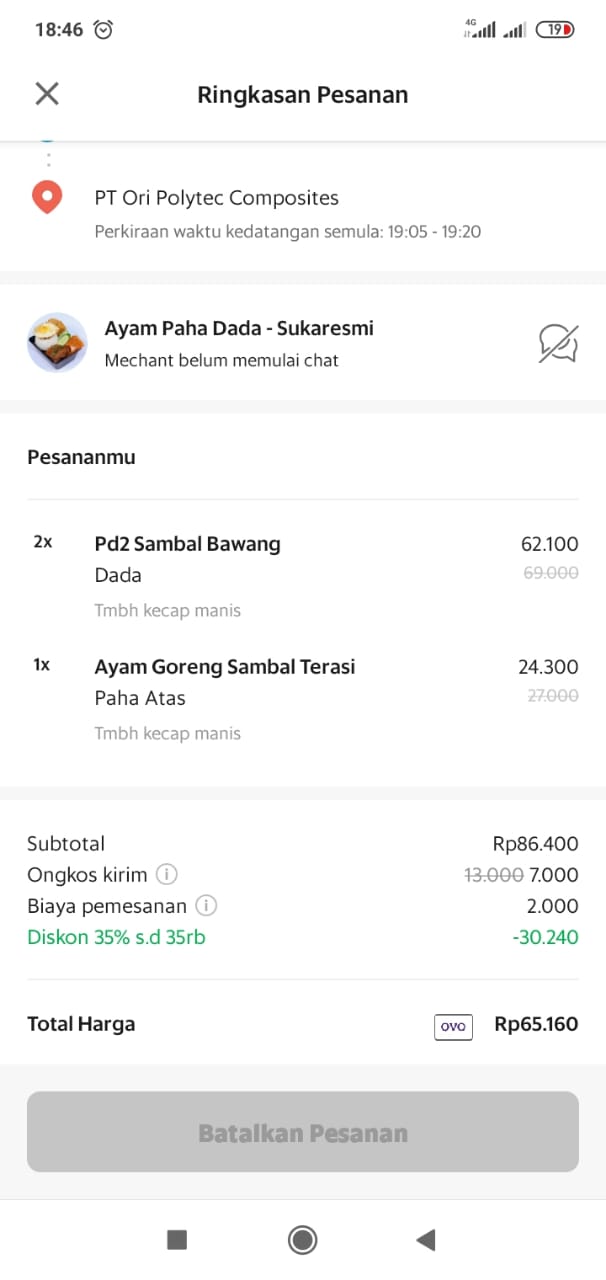 18:46
4G
19
Ringkasan Pesanan
PT Ori Polytec Composites
Perkiraan waktu kedatangan semula: 19:05 - 19:20
Ayam Paha Dada - Sukaresmi
Mechant belum memulai chat
Pesananmu
2x Pd2 Sambal Bawang 62.100
Dada 69.000
Tmbh kecap manis
1x Ayam Goreng Sambal Terasi 24.300
Paha Atas 27.000
Tmbh kecap manis
Subtotal Rp86.400
Ongkos kirim 13.000 7.000
Biaya pemesanan 2.000
Diskon 35% s.d 35rb -30.240
Total Harga OVO Rp65.160
Batalkan Pesanan